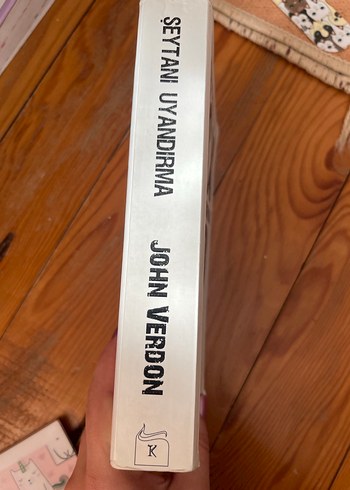 ŞEYTANI UYANDIRMA
JOHN VERDON
K